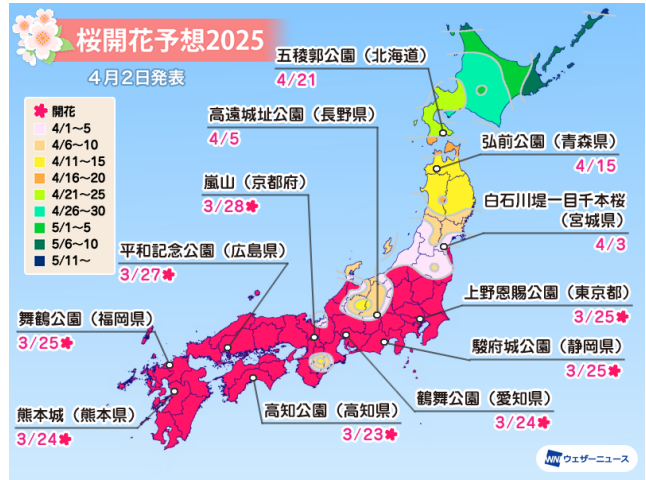 桜開花予想2025
4月2日発表
開花
4/1～5
4/6～10
4/11～15
4/16～20
4/21～25
4/26～30
5/1～5
5/6～10
5/11～
五稜郭公園（北海道）
4/21
高遠城址公園（長野県）
4/5
弘前公園（青森県）
4/15
嵐山（京都府）
3/28
白石川堤一目千本桜
（宮城県）
4/3
平和記念公園（広島県）
3/27
上野恩賜公園（東京都）
3/25
舞鶴公園（福岡県）
3/25
駿府城公園（静岡県）
3/25
鶴舞公園（愛知県）
3/24
熊本城（熊本県）
3/24
高知公園（高知県）
3/23
WNI ウェザーニュース